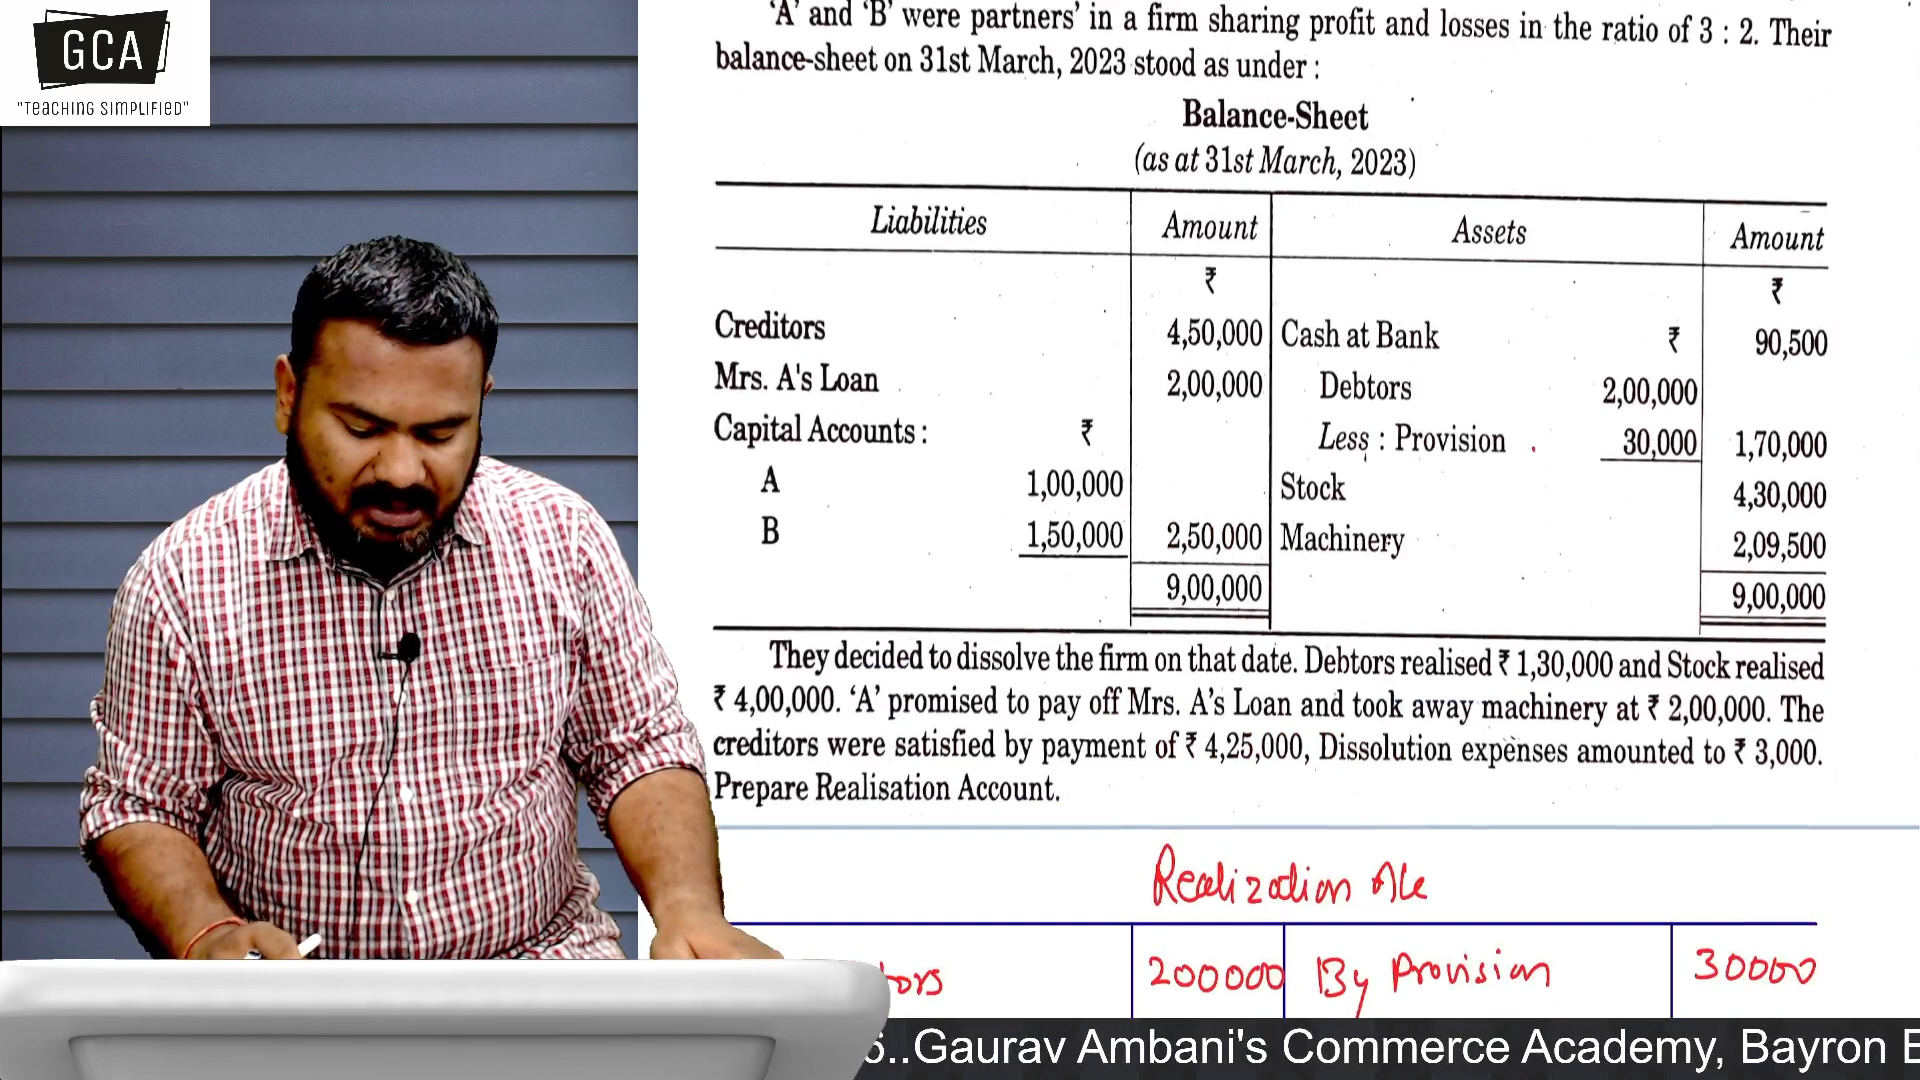 GCA
"TEACHING SIMPLIFIED"
'A' and 'B' were partners' in a firm sharing profit and losses in the ratio of 3 : 2. Their
balance-sheet on 31st March, 2023 stood as under :
Balance-Sheet
(as at 31st March, 2023)
Liabilities Amount Assets Amount
₹ ₹
Creditors 4,50,000 Cash at Bank ₹ 90,500
Mrs. A's Loan 2,00,000 Debtors 2,00,000
Capital Accounts : ₹ Less : Provision 30,000 1,70,000
A 1,00,000 Stock 4,30,000
B 1,50,000 2,50,000 Machinery 2,09,500
9,00,000 9,00,000
They decided to dissolve the firm on that date. Debtors realised ₹ 1,30,000 and Stock realised
₹ 4,00,000. 'A' promised to pay off Mrs. A's Loan and took away machinery at ₹ 2,00,000. The
creditors were satisfied by payment of ₹ 4,25,000, Dissolution expenses amounted to ₹ 3,000.
Prepare Realisation Account.
Realization A/c
tors 200000 By Provision 30000
..Gaurav Ambani's Commerce Academy, Bayron